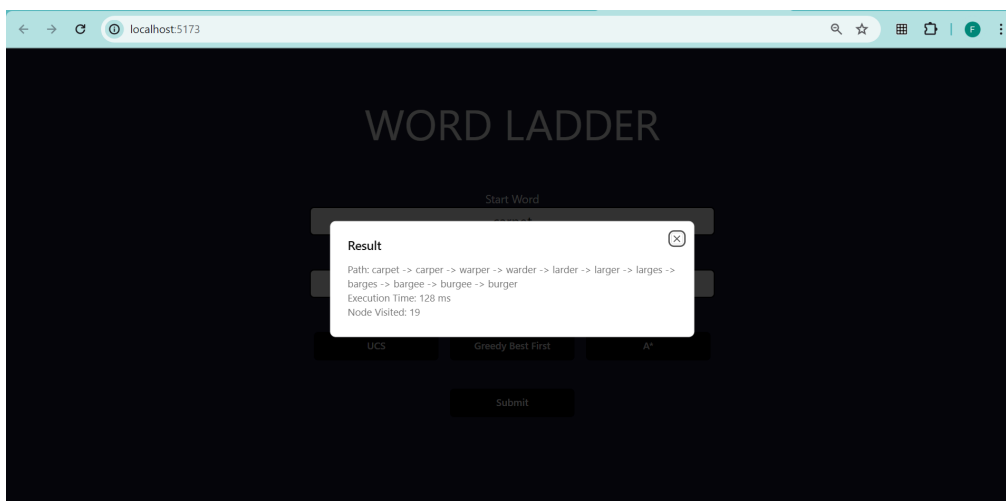 localhost:5173
F
WORD LADDER
Start Word
Result
Path: carpet -> carper -> warper -> warder -> larder -> larger -> larges ->
barges -> bargee -> burgee -> burger
Execution Time: 128 ms
Node Visited: 19
UCS Greedy Best First A*
Submit